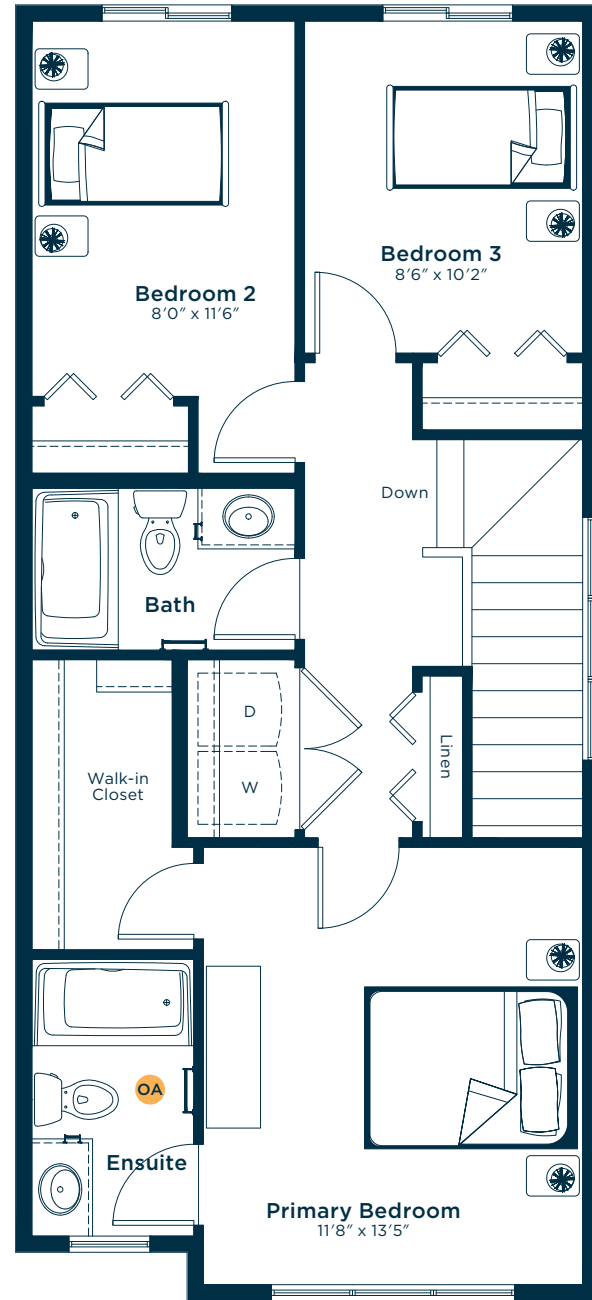 Bedroom 3
8′6″ x 10′2″
Bedroom 2
8′0″ x 11′6″
Down
Bath
D
Linen
Walk-in
Closet
W
OA
Ensuite
Primary Bedroom
11′8″ x 13′5″